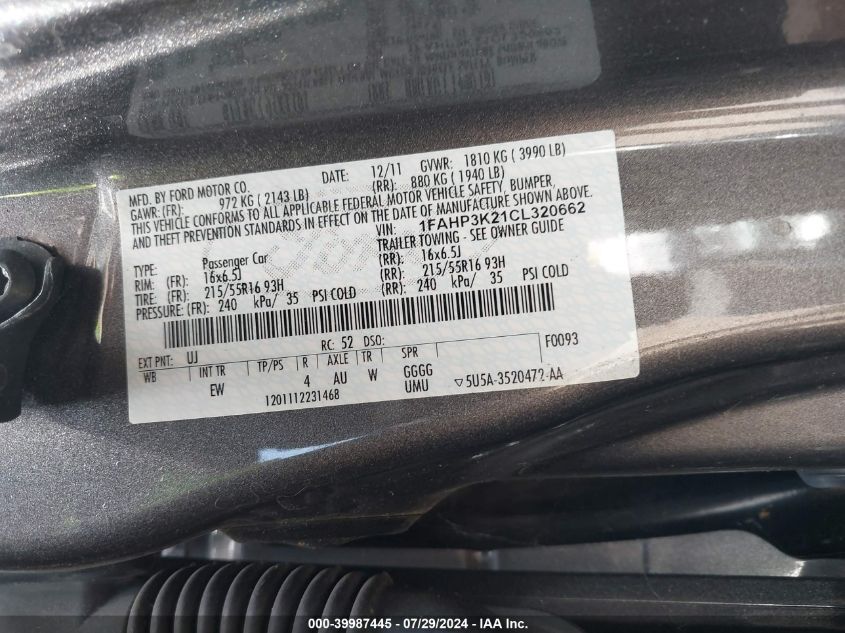 MFD. BY FORD MOTOR CO.
DATE: 12/11 GVWR: 1810 KG ( 3990 LB)
GAWR: (FR): 972 KG ( 2143 LB) (RR): 880 KG ( 1940 LB)
THIS VEHICLE CONFORMS TO ALL APPLICABLE FEDERAL MOTOR VEHICLE SAFETY, BUMPER,
AND THEFT PREVENTION STANDARDS IN EFFECT ON THE DATE OF MANUFACTURE SHOWN ABOVE.
VIN: 1FAHP3K21CL320662
TYPE: Passenger Car TRAILER TOWING - SEE OWNER GUIDE
RIM: (FR): 16x6.5J (RR): 16x6.5J
TIRE: (FR): 215/55R16 93H (RR): 215/55R16 93H
PRESSURE: (FR): 240 kPa/ 35 PSI COLD (RR): 240 kPa/ 35 PSI COLD
RC: 52 DSO: F0093
EXT PNT: UJ
WB INT TR TP/PS R AXLE TR SPR
EW 4 AU W GGGG
UMU ▽5U5A-3520472-AA
1201112231468
000-39987445 - 07/29/2024 - IAA Inc.